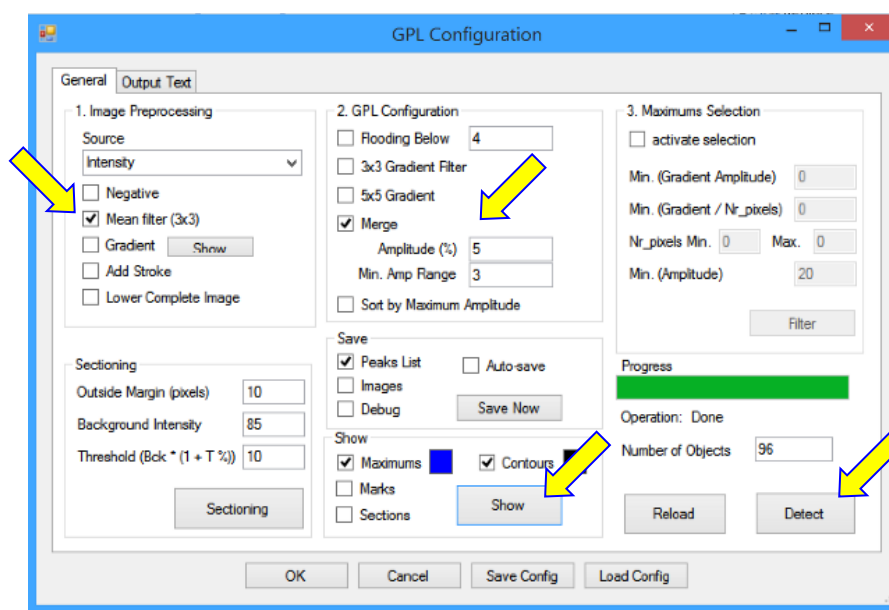 GPL Configuration
General
Output Text
1. Image Preprocessing
Source
Intensity
Negative
Mean filter (3x3)
Gradient
Show
Add Stroke
Lower Complete Image
2. GPL Configuration
Flooding Below 4
3x3 Gradient Filter
5x5 Gradient
Merge
Amplitude (%) 5
Min. Amp Range 3
Sort by Maximum Amplitude
3. Maximums Selection
activate selection
Min. (Gradient Amplitude) 0
Min. (Gradient / Nr_pixels) 0
Nr_pixels Min. 0 Max. 0
Min. (Amplitude) 20
Filter
Sectioning
Outside Margin (pixels) 10
Background Intensity 85
Threshold (Bck * (1 + T %)) 10
Sectioning
Save
Peaks List
Auto-save
Images
Debug
Save Now
Show
Maximums
Contours
Marks
Sections
Show
Progress
Operation: Done
Number of Objects 96
Reload
Detect
OK
Cancel
Save Config
Load Config